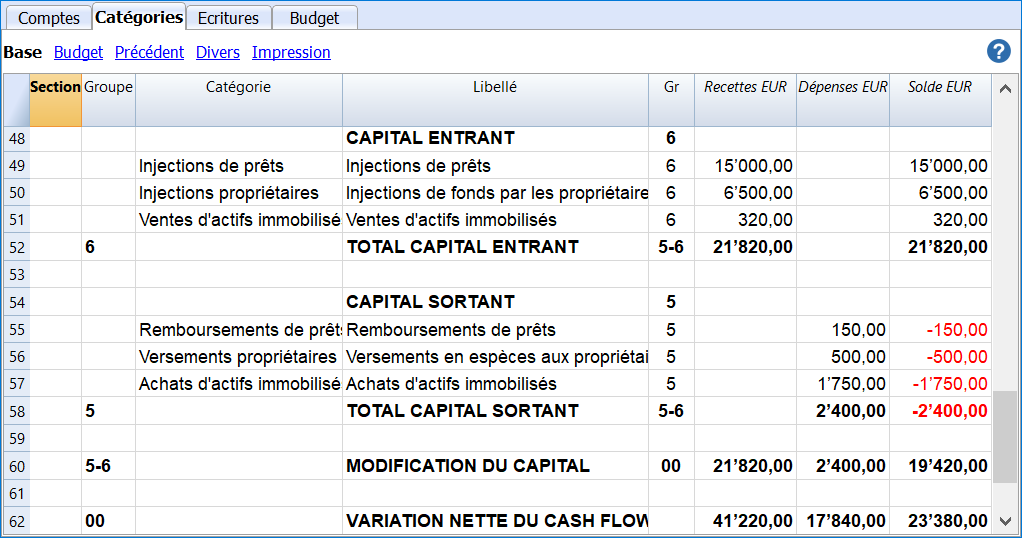 Comptes Catégories Ecritures Budget
Base Budget Précédent Divers Impression ?
Section Groupe Catégorie Libellé Gr Recettes EUR Dépenses EUR Solde EUR
48 CAPITAL ENTRANT 6
49 Injections de prêts Injections de prêts 6 15’000,00 15’000,00
50 Injections propriétaires Injections de fonds par les propriétaire 6 6’500,00 6’500,00
51 Ventes d'actifs immobilisé Ventes d'actifs immobilisés 6 320,00 320,00
52 6 TOTAL CAPITAL ENTRANT 5-6 21’820,00 21’820,00
53
54 CAPITAL SORTANT 5
55 Remboursements de prêts Remboursements de prêts 5 150,00 -150,00
56 Versements propriétaires Versements en espèces aux propriétai 5 500,00 -500,00
57 Achats d'actifs immobilisé Achats d'actifs immobilisés 5 1’750,00 -1’750,00
58 5 TOTAL CAPITAL SORTANT 5-6 2’400,00 -2’400,00
59
60 5-6 MODIFICATION DU CAPITAL 00 21’820,00 2’400,00 19’420,00
61
62 00 VARIATION NETTE DU CASH FLOW 41’220,00 17’840,00 23’380,00